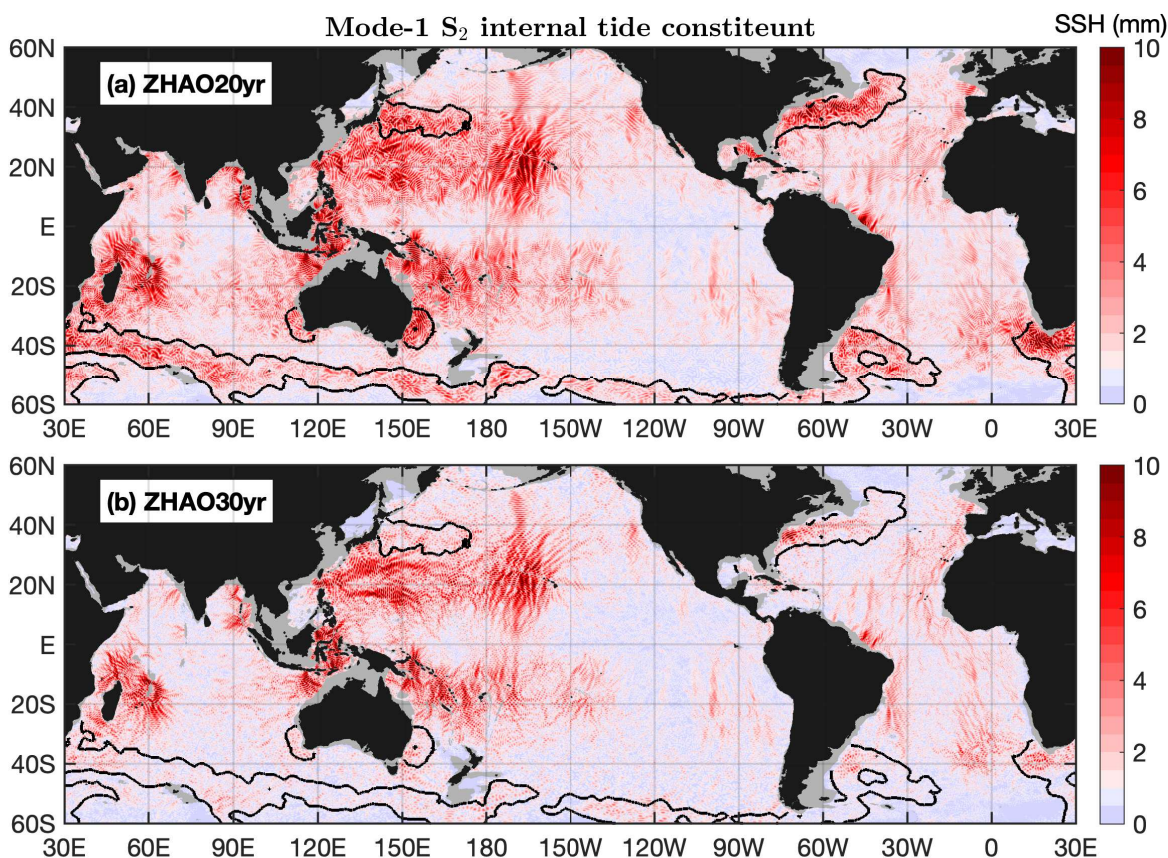 Mode-1 S₂ internal tide constiteunt
SSH (mm)
(a) ZHAO20yr
60N
40N
20N
E
20S
40S
60S
30E 60E 90E 120E 150E 180 150W 120W 90W 60W 30W 0 30E
10
8
6
4
2
0
(b) ZHAO30yr
60N
40N
20N
E
20S
40S
60S
30E 60E 90E 120E 150E 180 150W 120W 90W 60W 30W 0 30E
10
8
6
4
2
0